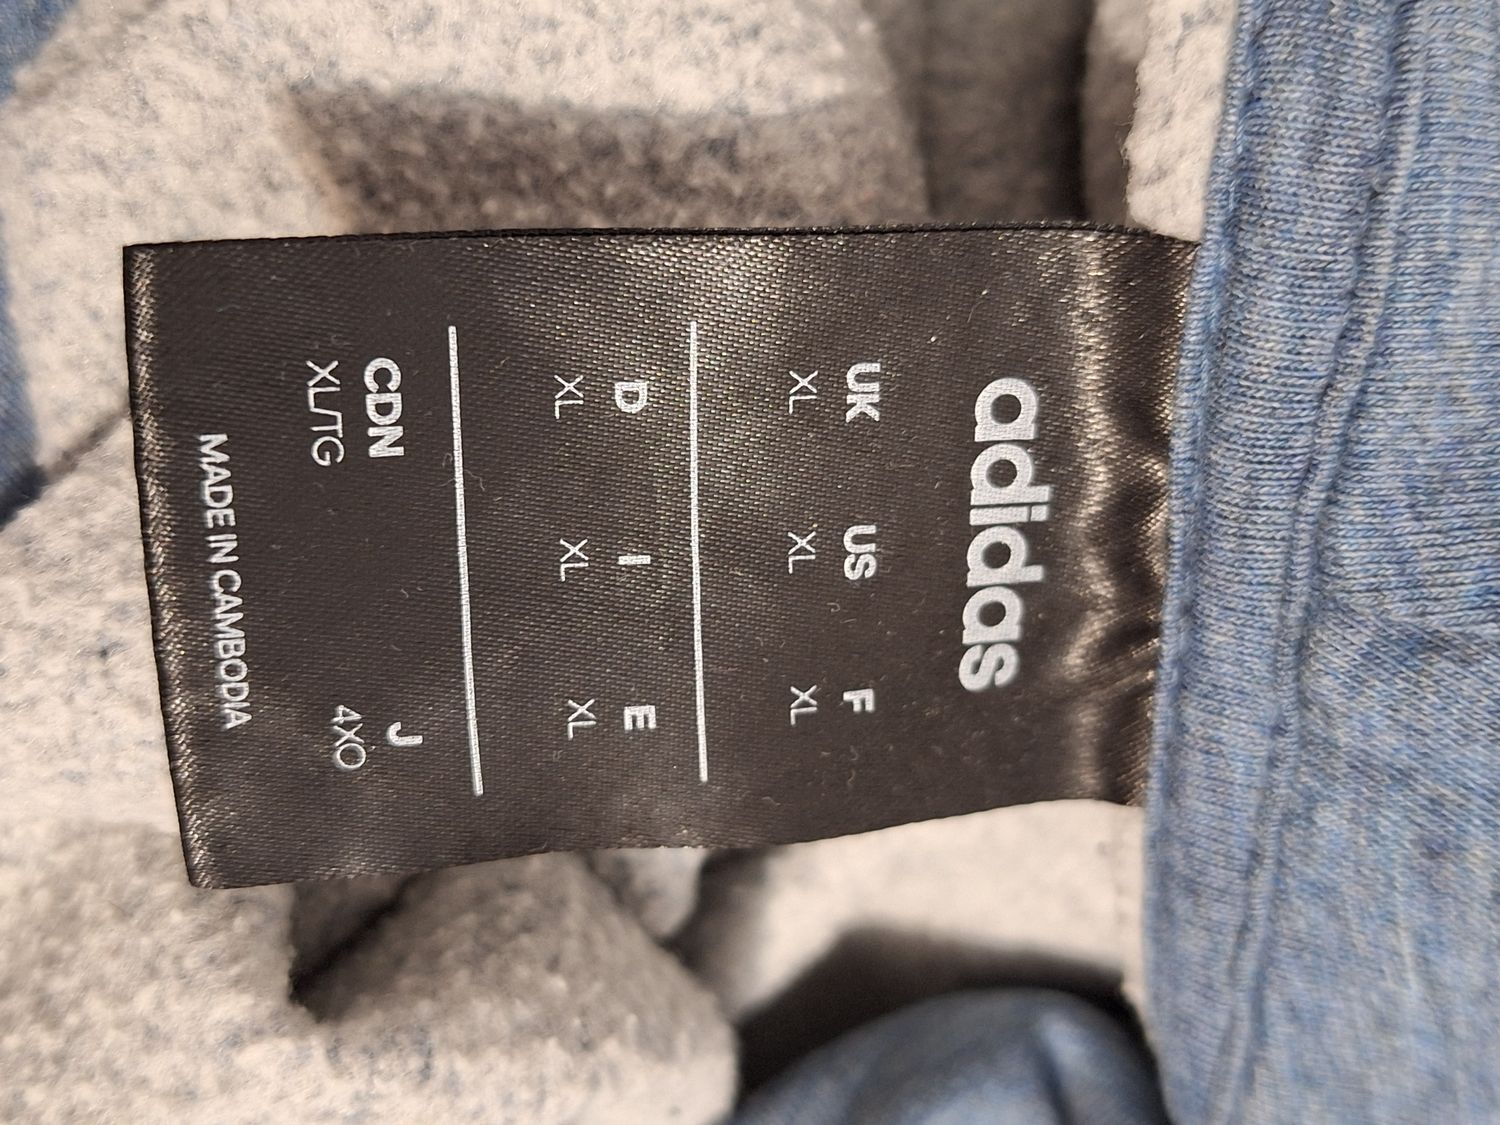 adidas
UK US F
XL XL XL
D I E
XL XL XL
CDN J
XL/TG 4XO
MADE IN CAMBODIA